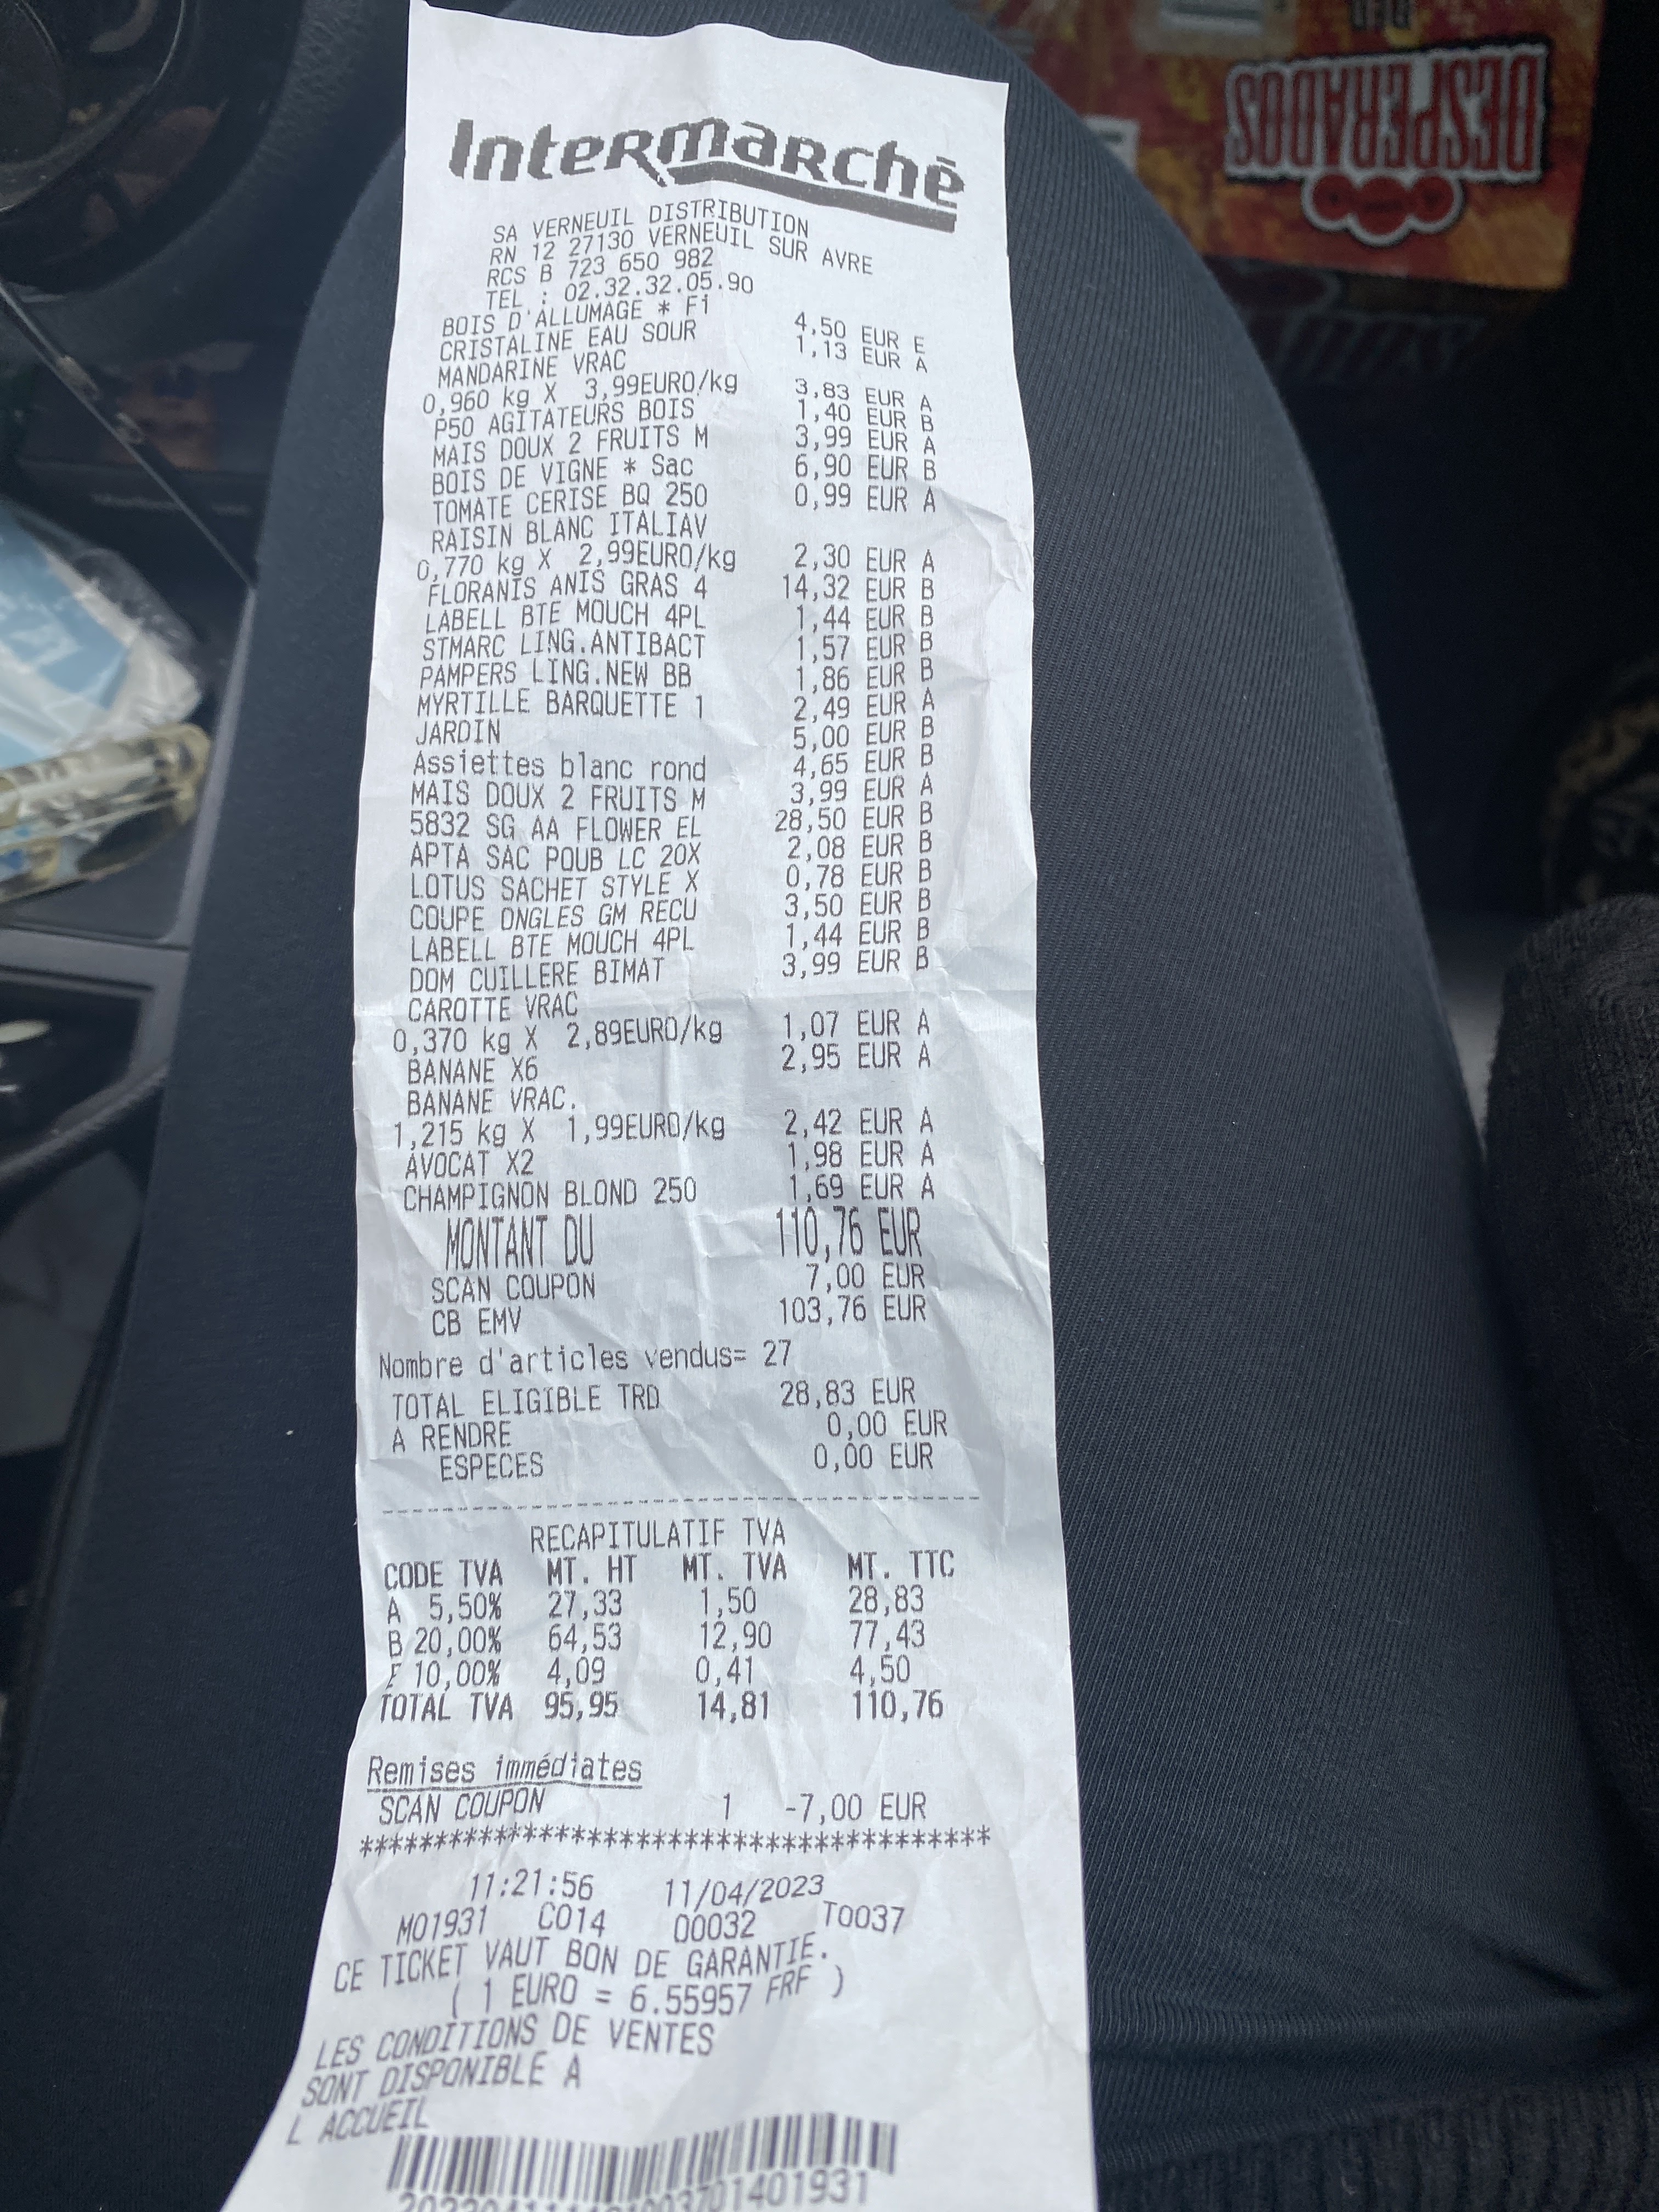 DESPERADOS
Intermarché
SA VERNEUIL DISTRIBUTION
RN 12 27130 VERNEUIL SUR AVRE
RCS B 723 650 982
TEL : 02.32.32.05.90
BOIS D'ALLUMAGE * Fi 4,50 EUR E
CRISTALINE EAU SOUR 1,13 EUR A
MANDARINE VRAC
0,960 kg X 3,99EURO/kg 3,83 EUR A
P50 AGITATEURS BOIS 1,40 EUR B
MAIS DOUX 2 FRUITS M 3,99 EUR A
BOIS DE VIGNE * Sac 6,90 EUR B
TOMATE CERISE BQ 250 0,99 EUR A
RAISIN BLANC ITALIAV
0,770 kg X 2,99EURO/kg 2,30 EUR A
FLORANIS ANIS GRAS 4 14,32 EUR B
LABELL BTE MOUCH 4PL 1,44 EUR B
STMARC LING.ANTIBACT 1,57 EUR B
PAMPERS LING.NEW BB 1,86 EUR B
MYRTILLE BARQUETTE 1 2,49 EUR A
JARDIN 5,00 EUR B
Assiettes blanc rond 4,65 EUR B
MAIS DOUX 2 FRUITS M 3,99 EUR A
5832 SG AA FLOWER EL 28,50 EUR B
APTA SAC POUB LC 20X 2,08 EUR B
LOTUS SACHET STYLE X 0,78 EUR B
COUPE ONGLES GM RECU 3,50 EUR B
LABELL BTE MOUCH 4PL 1,44 EUR B
DOM CUILLERE BIMAT 3,99 EUR B
CAROTTE VRAC
0,370 kg X 2,89EURO/kg 1,07 EUR A
BANANE X6 2,95 EUR A
BANANE VRAC.
1,215 kg X 1,99EURO/kg 2,42 EUR A
AVOCAT X2 1,98 EUR A
CHAMPIGNON BLOND 250 1,69 EUR A
MONTANT DU 110,76 EUR
SCAN COUPON 7,00 EUR
CB EMV 103,76 EUR
Nombre d'articles vendus= 27
TOTAL ELIGIBLE TRD 28,83 EUR
A RENDRE 0,00 EUR
ESPECES 0,00 EUR
RECAPITULATIF TVA
CODE TVA MT. HT MT. TVA MT. TTC
A 5,50% 27,33 1,50 28,83
B 20,00% 64,53 12,90 77,43
E 10,00% 4,09 0,41 4,50
TOTAL TVA 95,95 14,81 110,76
Remises immédiates
SCAN COUPON 1 -7,00 EUR
******************************************
11:21:56 11/04/2023
M01931 C014 00032 T0037
CE TICKET VAUT BON DE GARANTIE.
( 1 EURO = 6.55957 FRF )
LES CONDITIONS DE VENTES
SONT DISPONIBLE A
L ACCUEIL